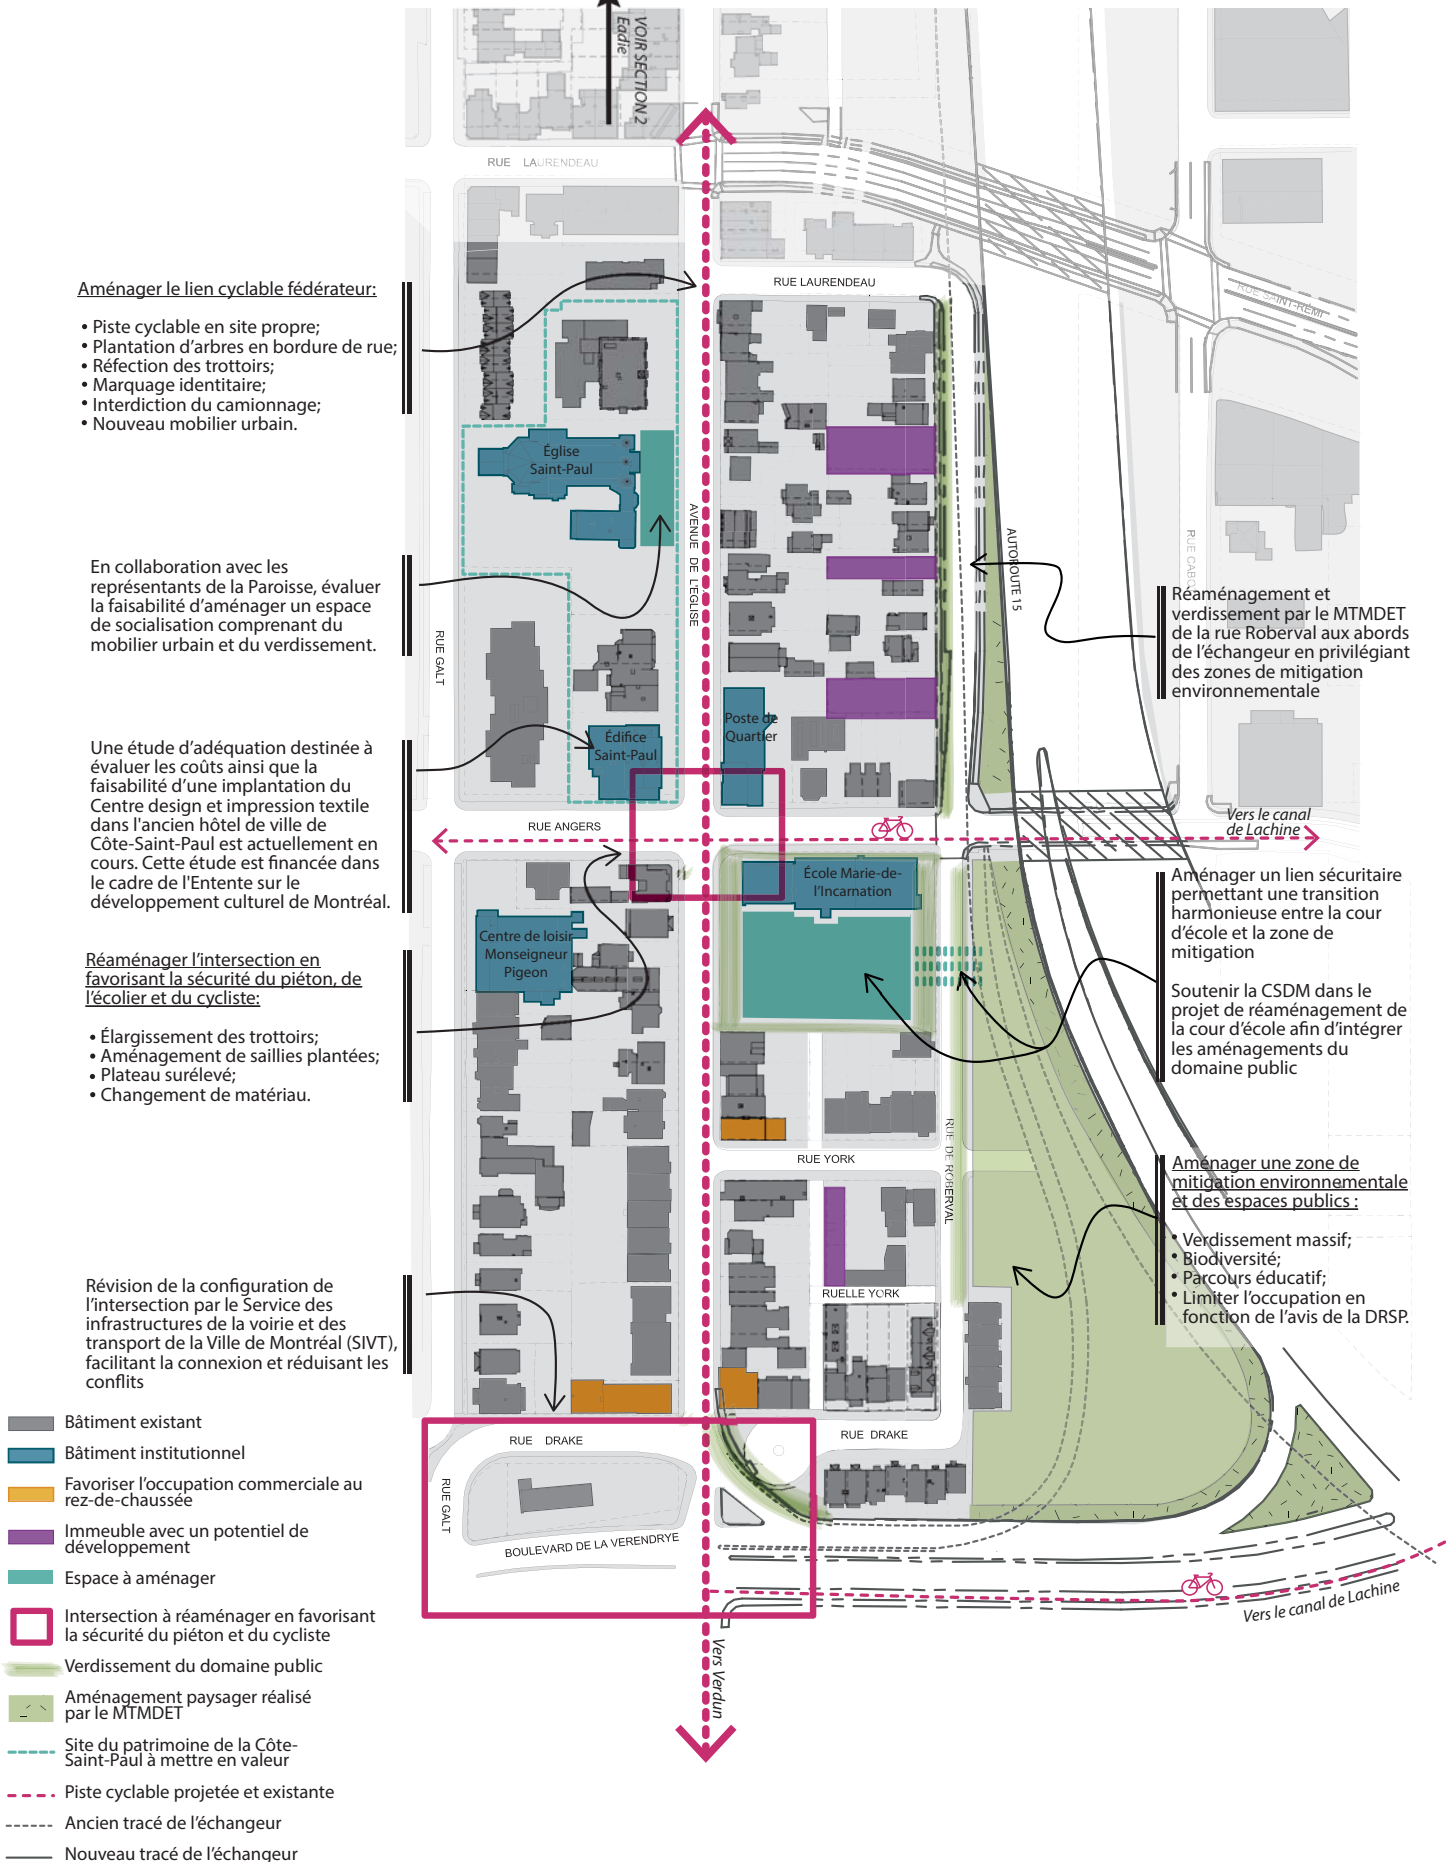 VOIR SECTION 2
Eadie
RUE LAURENDEAU
RUE LAURENDEAU
RUE SAINT-RÉMI
Aménager le lien cyclable fédérateur:
• Piste cyclable en site propre;
• Plantation d’arbres en bordure de rue;
• Réfection des trottoirs;
• Marquage identitaire;
• Interdiction du camionnage;
• Nouveau mobilier urbain.
Église
Saint-Paul
AVENUE DE L'EGLISE
AUTOROUTE 15
En collaboration avec les
représentants de la Paroisse, évaluer
la faisabilité d’aménager un espace
de socialisation comprenant du
mobilier urbain et du verdissement.
RUE GALT
Réaménagement et
verdissement par le MTMDET
de la rue Roberval aux abords
de l’échangeur en privilégiant
des zones de mitigation
environnementale
Poste de
Quartier
Édifice
Saint-Paul
Une étude d’adéquation destinée à
évaluer les coûts ainsi que la
faisabilité d’une implantation du
Centre design et impression textile
dans l'ancien hôtel de ville de
Côte-Saint-Paul est actuellement en
cours. Cette étude est financée dans
le cadre de l'Entente sur le
développement culturel de Montréal.
RUE ANGERS
Vers le canal
de Lachine
École Marie-de-
l’Incarnation
Aménager un lien sécuritaire
permettant une transition
harmonieuse entre la cour
d’école et la zone de
mitigation
Soutenir la CSDM dans le
projet de réaménagement de
la cour d’école afin d’intégrer
les aménagements du
domaine public
Centre de loisir
Monseigneur
Pigeon
Réaménager l’intersection en
favorisant la sécurité du piéton, de
l’écolier et du cycliste:
• Élargissement des trottoirs;
• Aménagement de saillies plantées;
• Plateau surélevé;
• Changement de matériau.
RUE YORK
RUE DE ROBERVAL
Aménager une zone de
mitigation environnementale
et des espaces publics :
• Verdissement massif;
• Biodiversité;
• Parcours éducatif;
• Limiter l’occupation en
fonction de l’avis de la DRSP.
RUELLE YORK
Révision de la configuration de
l’intersection par le Service des
infrastructures de la voirie et des
transport de la Ville de Montréal (SIVT),
facilitant la connexion et réduisant les
conflits
RUE DRAKE
RUE DRAKE
RUE GALT
BOULEVARD DE LA VERENDRYE
Vers le canal de Lachine
Vers Verdun
Bâtiment existant
Bâtiment institutionnel
Favoriser l’occupation commerciale au
rez-de-chaussée
Immeuble avec un potentiel de
développement
Espace à aménager
Intersection à réaménager en favorisant
la sécurité du piéton et du cycliste
Verdissement du domaine public
Aménagement paysager réalisé
par le MTMDET
Site du patrimoine de la Côte-
Saint-Paul à mettre en valeur
Piste cyclable projetée et existante
Ancien tracé de l’échangeur
Nouveau tracé de l’échangeur